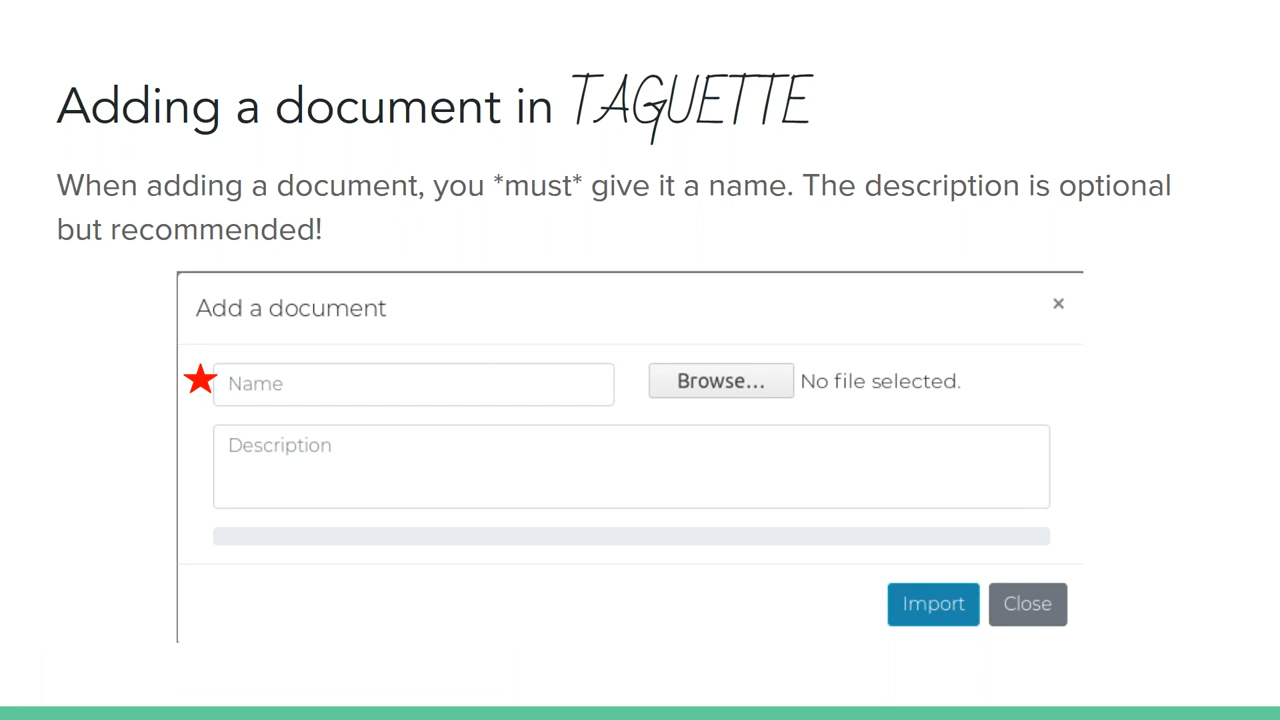 Adding a document in TAGUETTE
When adding a document, you *must* give it a name. The description is optional
but recommended!
Add a document ×
Name Browse... No file selected.
Description
Import Close